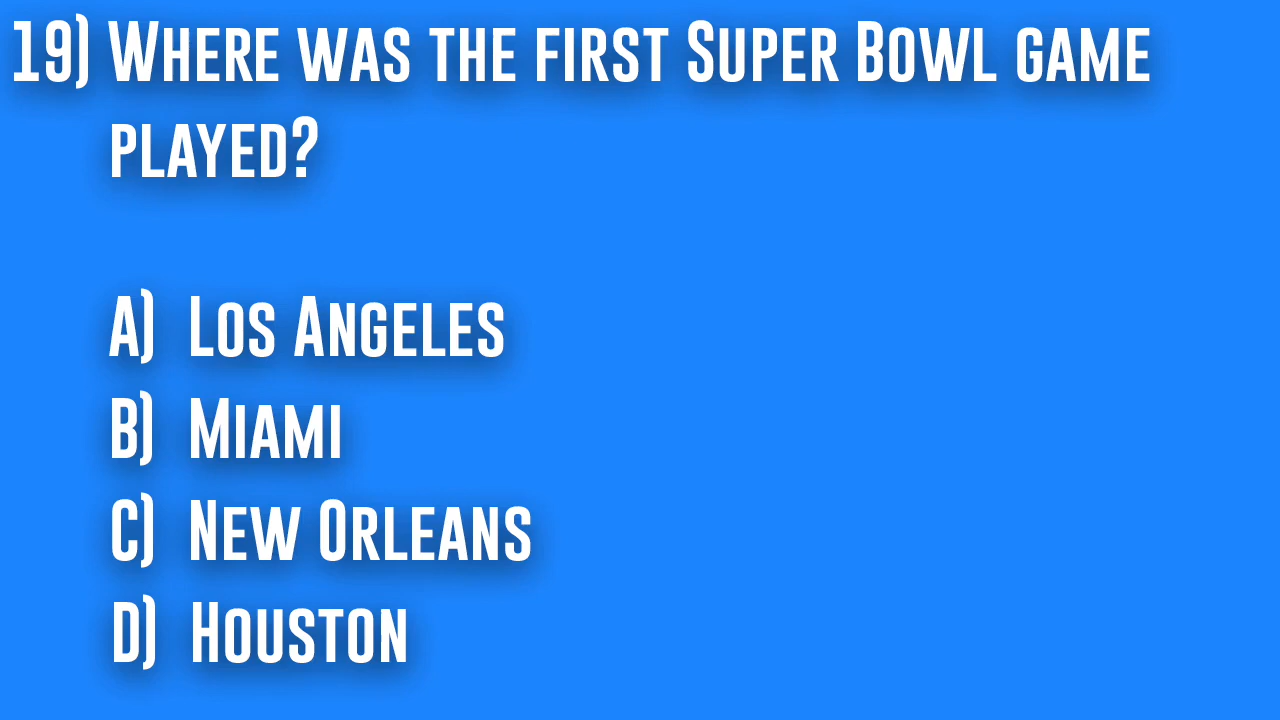 19) Where was the first Super Bowl game
played?
A) Los Angeles
B) Miami
C) New Orleans
D) Houston